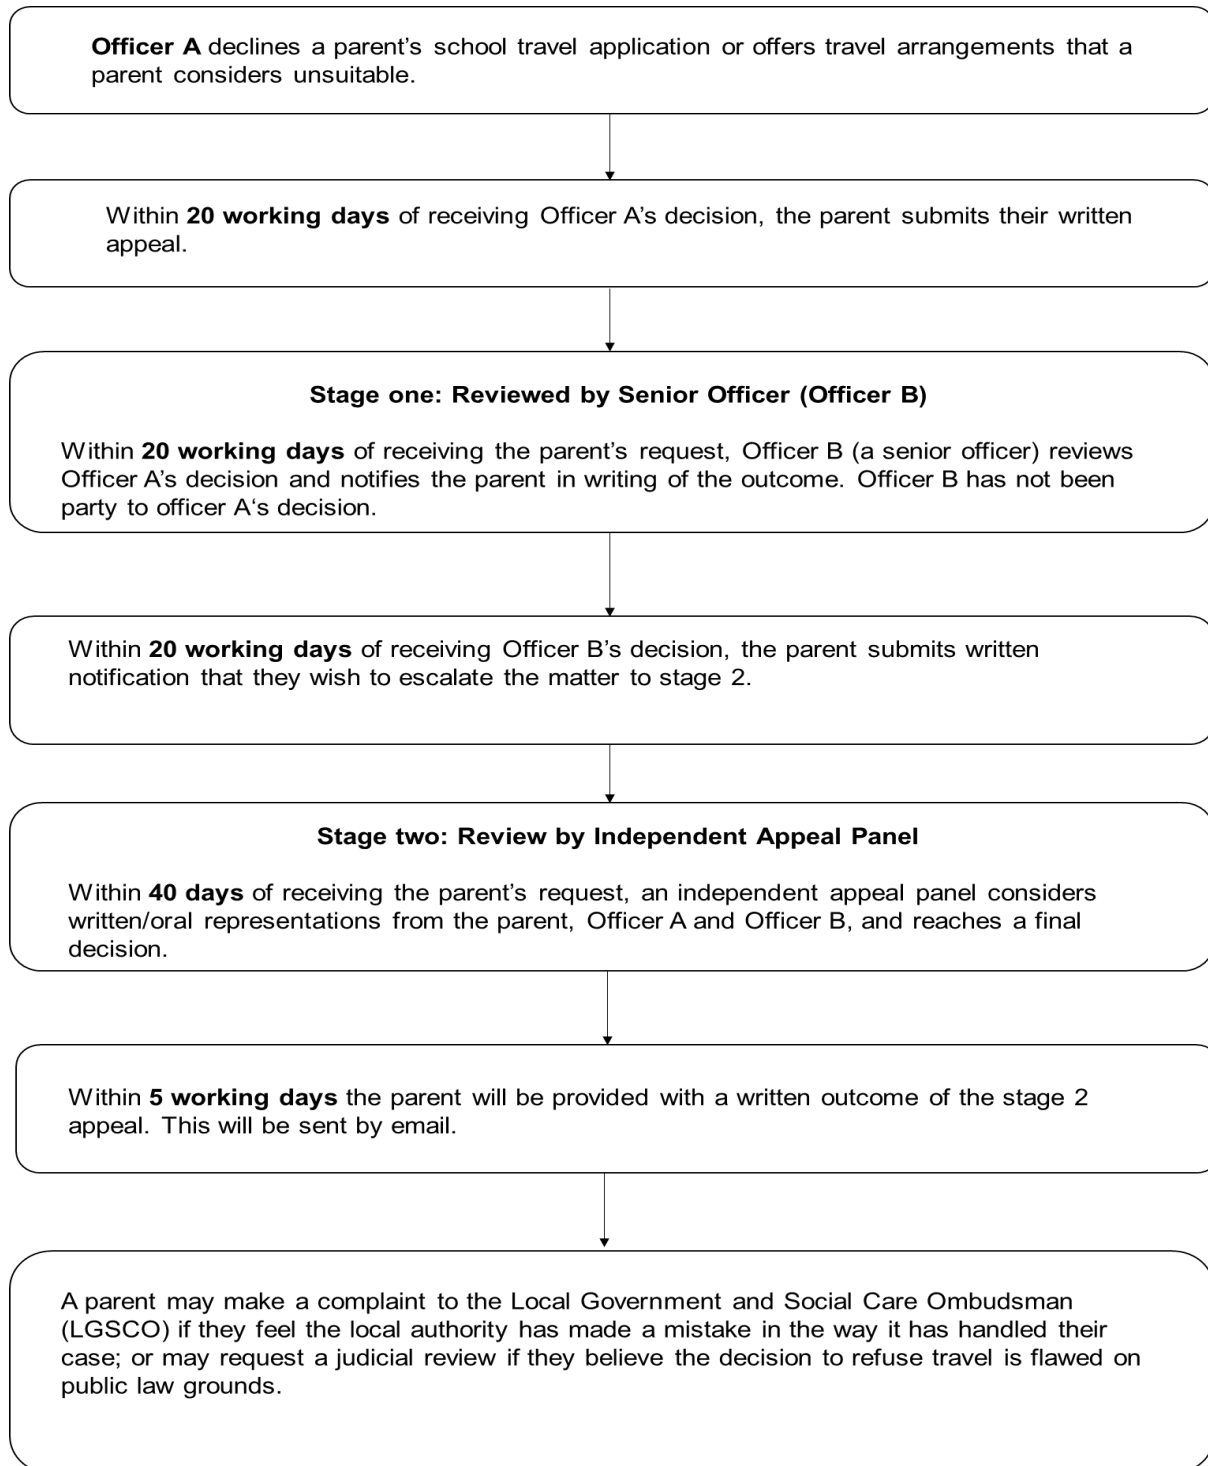 Officer A declines a parent's school travel application or offers travel arrangements that a
parent considers unsuitable.
Within 20 working days of receiving Officer A's decision, the parent submits their written
appeal.
Stage one: Reviewed by Senior Officer (Officer B)
Within 20 working days of receiving the parent's request, Officer B (a senior officer) reviews
Officer A's decision and notifies the parent in writing of the outcome. Officer B has not been
party to officer A‘s decision.
Within 20 working days of receiving Officer B's decision, the parent submits written
notification that they wish to escalate the matter to stage 2.
Stage two: Review by Independent Appeal Panel
Within 40 days of receiving the parent's request, an independent appeal panel considers
written/oral representations from the parent, Officer A and Officer B, and reaches a final
decision.
Within 5 working days the parent will be provided with a written outcome of the stage 2
appeal. This will be sent by email.
A parent may make a complaint to the Local Government and Social Care Ombudsman
(LGSCO) if they feel the local authority has made a mistake in the way it has handled their
case; or may request a judicial review if they believe the decision to refuse travel is flawed on
public law grounds.